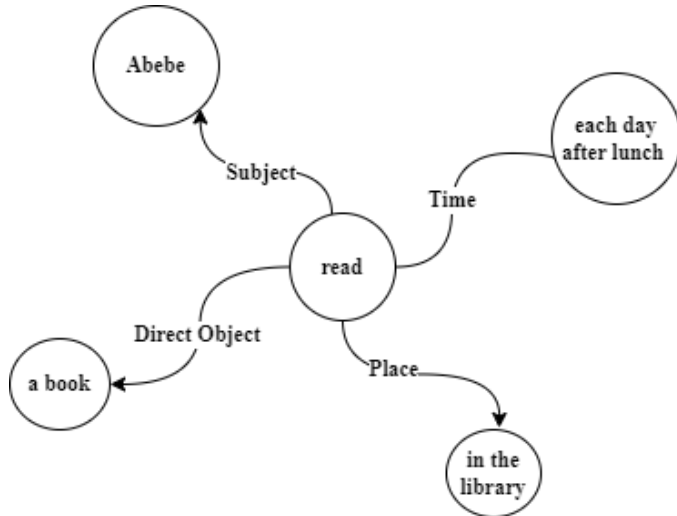 Abebe
each day
after lunch
Subject
Time
read
Direct Object
Place
a book
in the
library